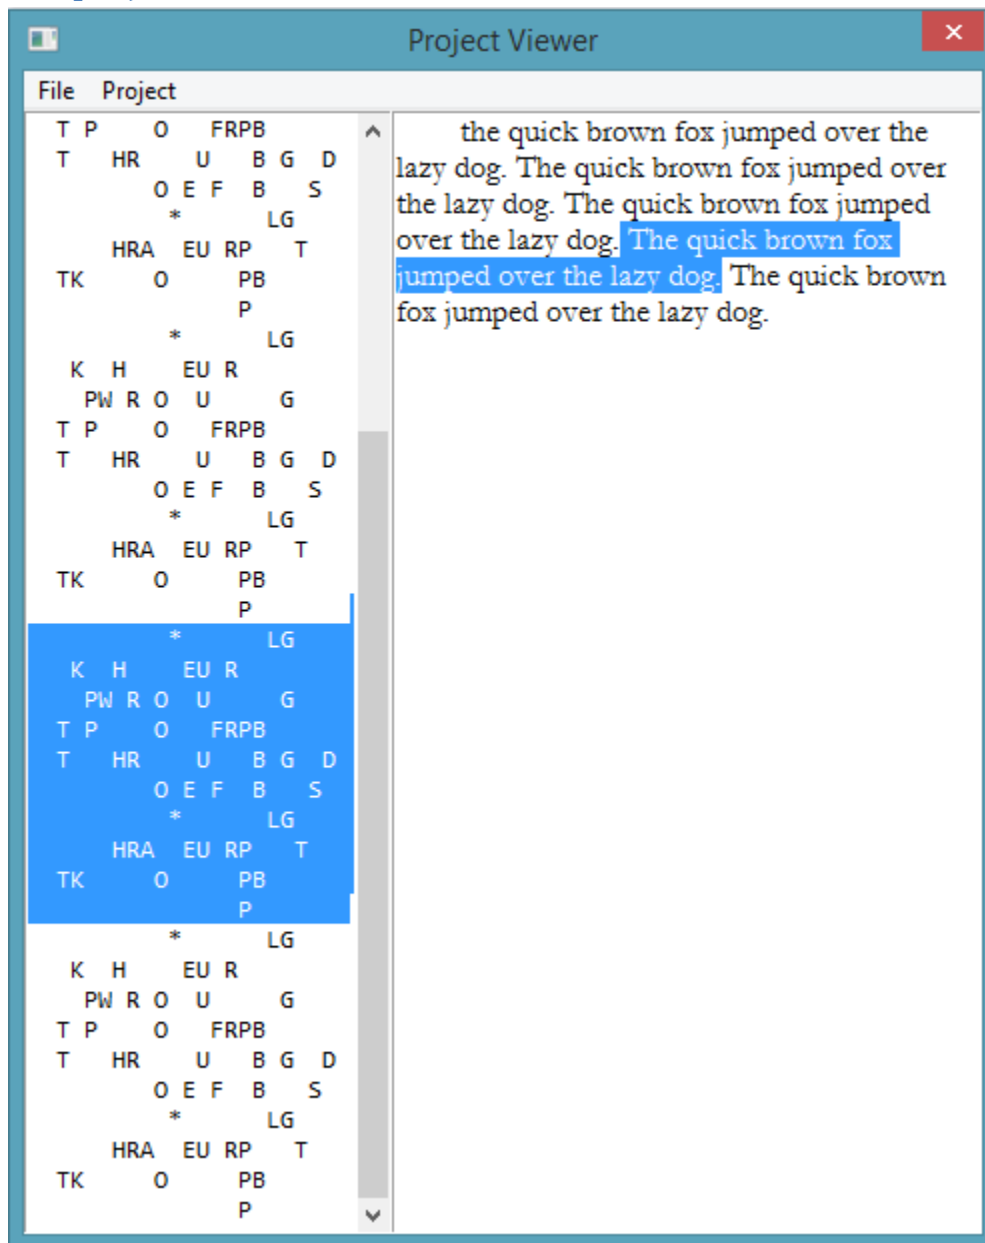 Project Viewer
File Project
T P O FRPB
T HR U B G D
O E F B S
* LG
HRA EU RP T
TK O PB
P
* LG
K H EU R
PW R O U G
T P O FRPB
T HR U B G D
O E F B S
* LG
HRA EU RP T
TK O PB
P
* LG
K H EU R
PW R O U G
T P O FRPB
T HR U B G D
O E F B S
* LG
HRA EU RP T
TK O PB
P
* LG
K H EU R
PW R O U G
T P O FRPB
T HR U B G D
O E F B S
* LG
HRA EU RP T
TK O PB
P
the quick brown fox jumped over the
lazy dog. The quick brown fox jumped over
the lazy dog. The quick brown fox jumped
over the lazy dog. The quick brown fox
jumped over the lazy dog. The quick brown
fox jumped over the lazy dog.